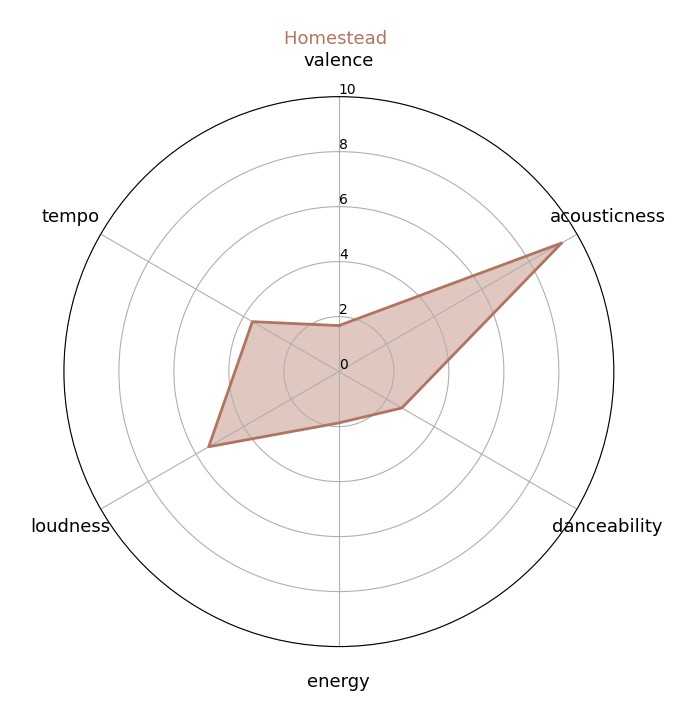 Homestead
valence
10
8
6
4
2
0
tempo
acousticness
loudness
danceability
energy